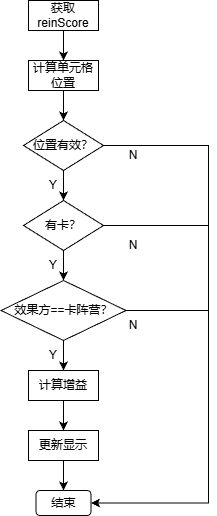 获取
reinScore
计算单元格
位置
位置有效?
N
Y
有卡?
N
Y
效果方==卡阵营?
N
Y
计算增益
更新显示
结束